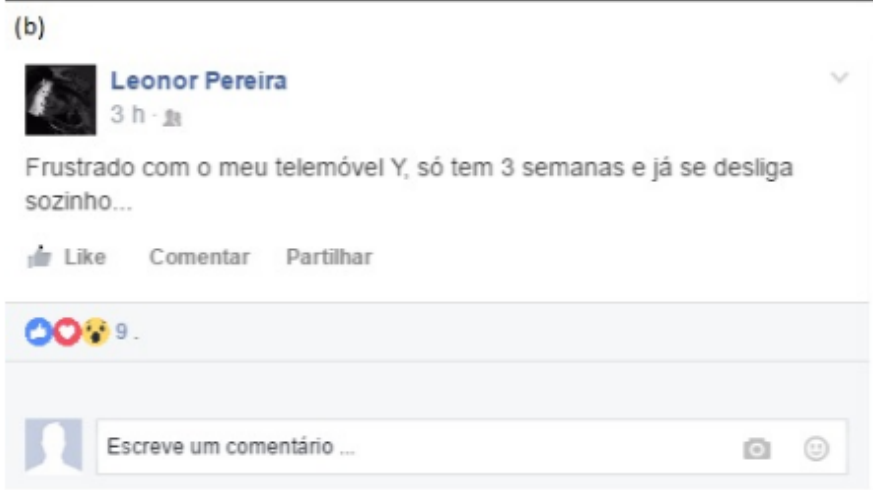 (b)
Leonor Pereira
3 h ·
Frustrado com o meu telemóvel Y, só tem 3 semanas e já se desliga
sozinho...
Like Comentar Partilhar
9 .
Escreve um comentário ...